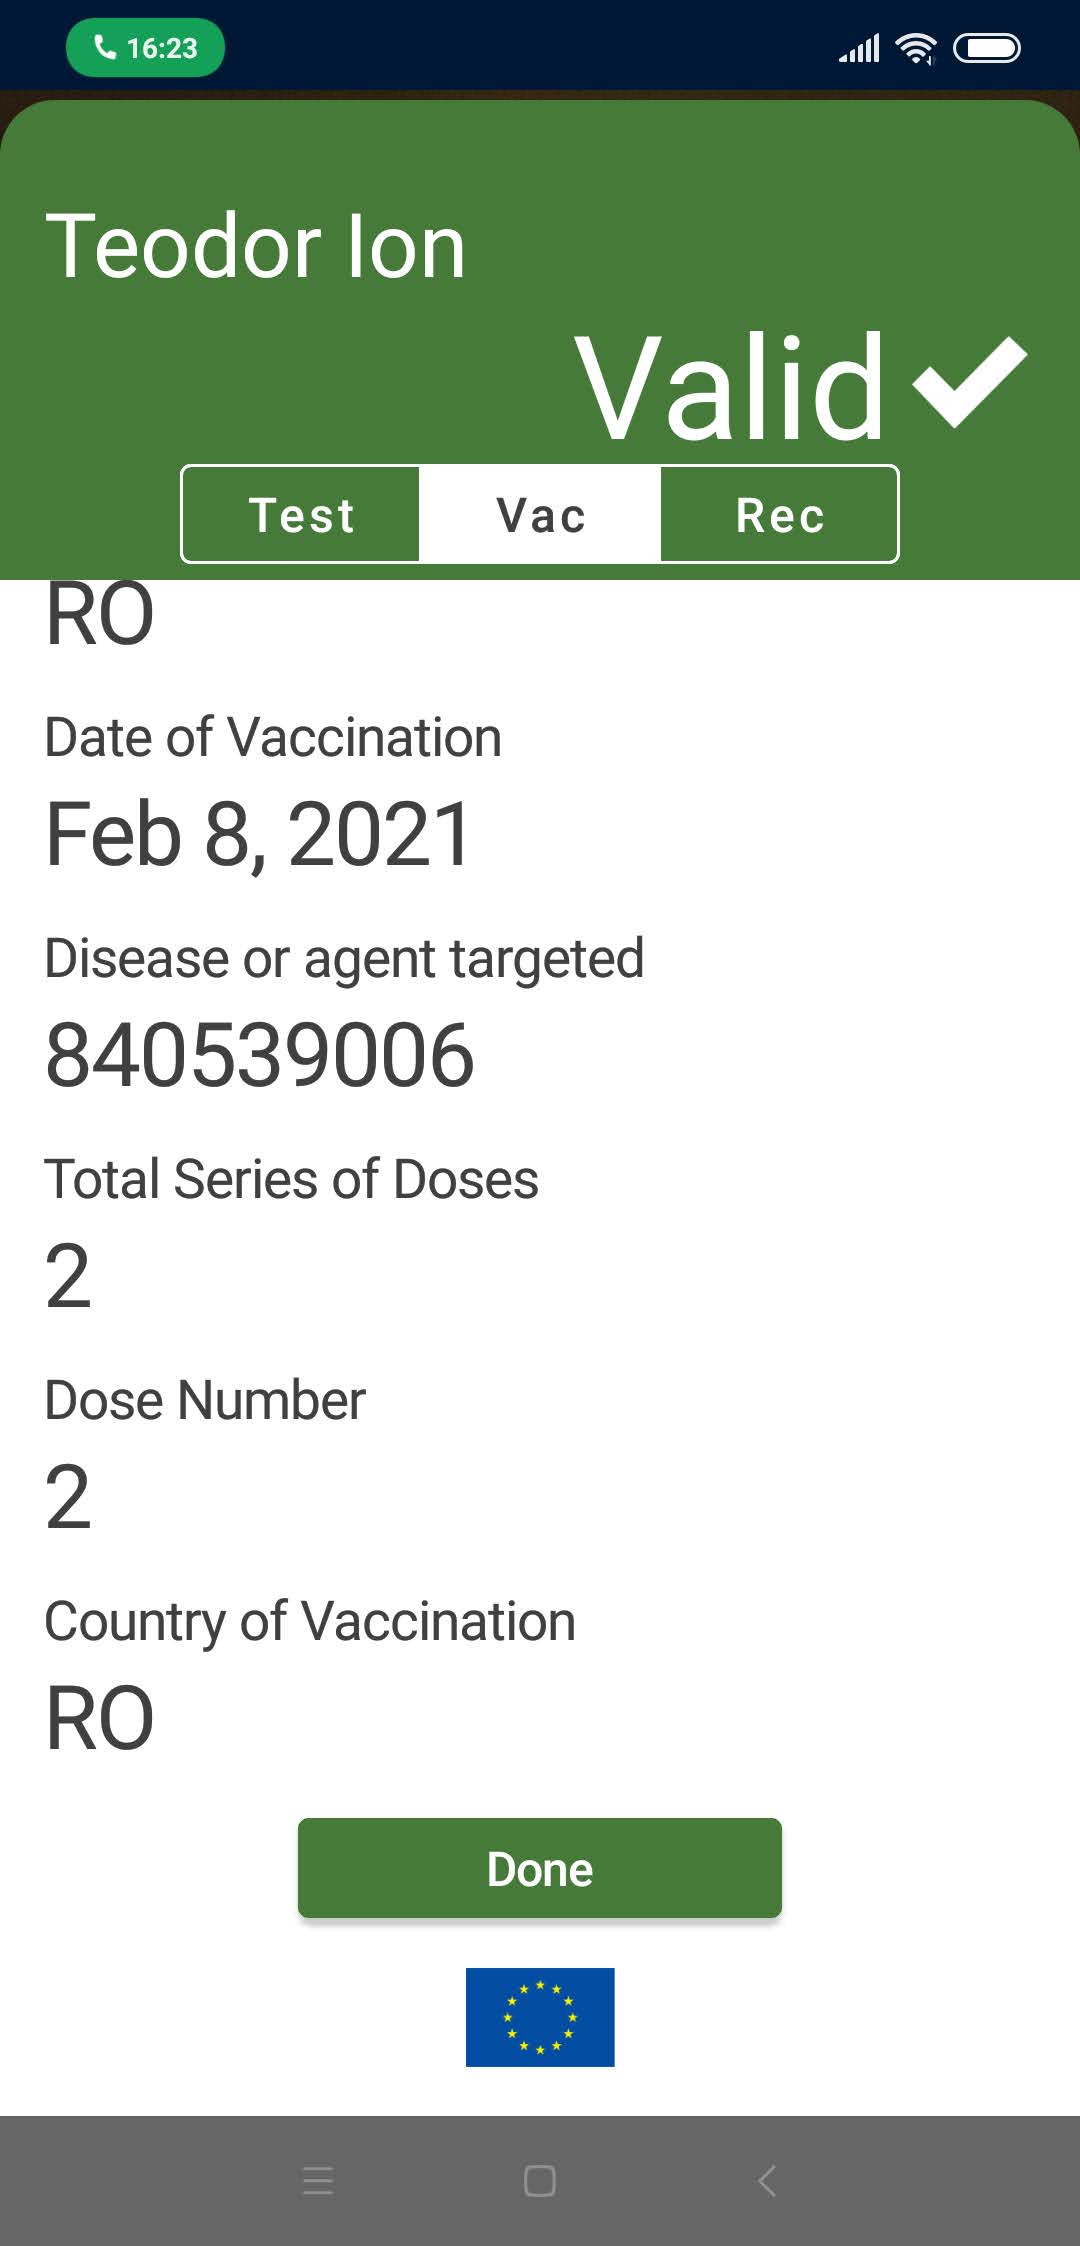 16:23
Teodor Ion
Valid
Test Vac Rec
RO
Date of Vaccination
Feb 8, 2021
Disease or agent targeted
840539006
Total Series of Doses
2
Dose Number
2
Country of Vaccination
RO
Done